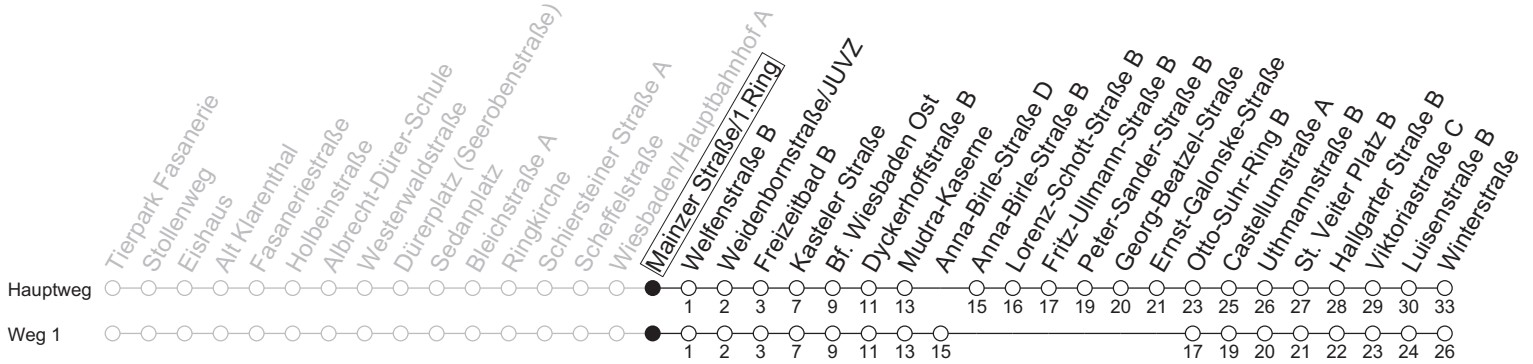 Tierpark Fasanerie
Stollenweg
Eishaus
Alt Klarenthal
Fasaneriestraße
Holbeinstraße
Albrecht-Dürer-Schule
Westerwaldstraße
Dürerplatz (Seerobenstraße)
Sedanplatz
Bleichstraße A
Ringkirche
Schiersteiner Straße A
Scheffelstraße
Wiesbaden/Hauptbahnhof A
Mainzer Straße/1.Ring
Welfenstraße B
Weidenbornstraße/JUVZ
Freizeitbad B
Kasteler Straße
Bf. Wiesbaden Ost
Dyckerhoffstraße B
Mudra-Kaserne
Anna-Birle-Straße D
Anna-Birle-Straße B
Lorenz-Schott-Straße B
Fritz-Ullmann-Straße B
Peter-Sander-Straße B
Georg-Beatzel-Straße
Ernst-Galonske-Straße
Otto-Suhr-Ring B
Castellumstraße A
Uthmannstraße B
St. Veiter Platz B
Hallgarter Straße B
Viktoriastraße C
Luisenstraße B
Winterstraße
Hauptweg
1 2 3 7 9 11 13 15 16 17 19 20 21 23 25 26 27 28 29 30 33
Weg 1
1 2 3 7 9 11 13 15 17 19 20 21 22 23 24 26